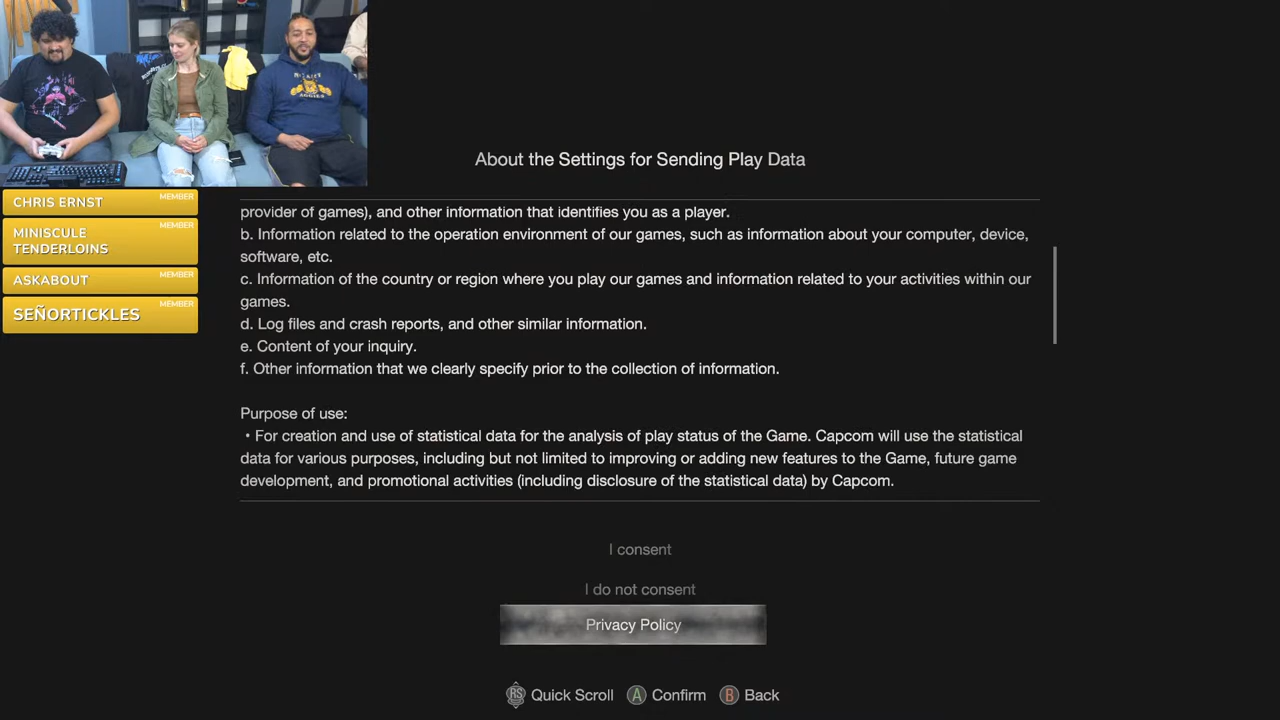 About the Settings for Sending Play Data
CHRIS ERNST
MEMBER
MINISCULE
TENDERLOINS
MEMBER
ASKABOUT
MEMBER
SEÑORTICKLES
MEMBER
provider of games), and other information that identifies you as a player.
b. Information related to the operation environment of our games, such as information about your computer, device,
software, etc.
c. Information of the country or region where you play our games and information related to your activities within our
games.
d. Log files and crash reports, and other similar information.
e. Content of your inquiry.
f. Other information that we clearly specify prior to the collection of information.
Purpose of use:
・For creation and use of statistical data for the analysis of play status of the Game. Capcom will use the statistical
data for various purposes, including but not limited to improving or adding new features to the Game, future game
development, and promotional activities (including disclosure of the statistical data) by Capcom.
I consent
I do not consent
Privacy Policy
RS Quick Scroll A Confirm B Back